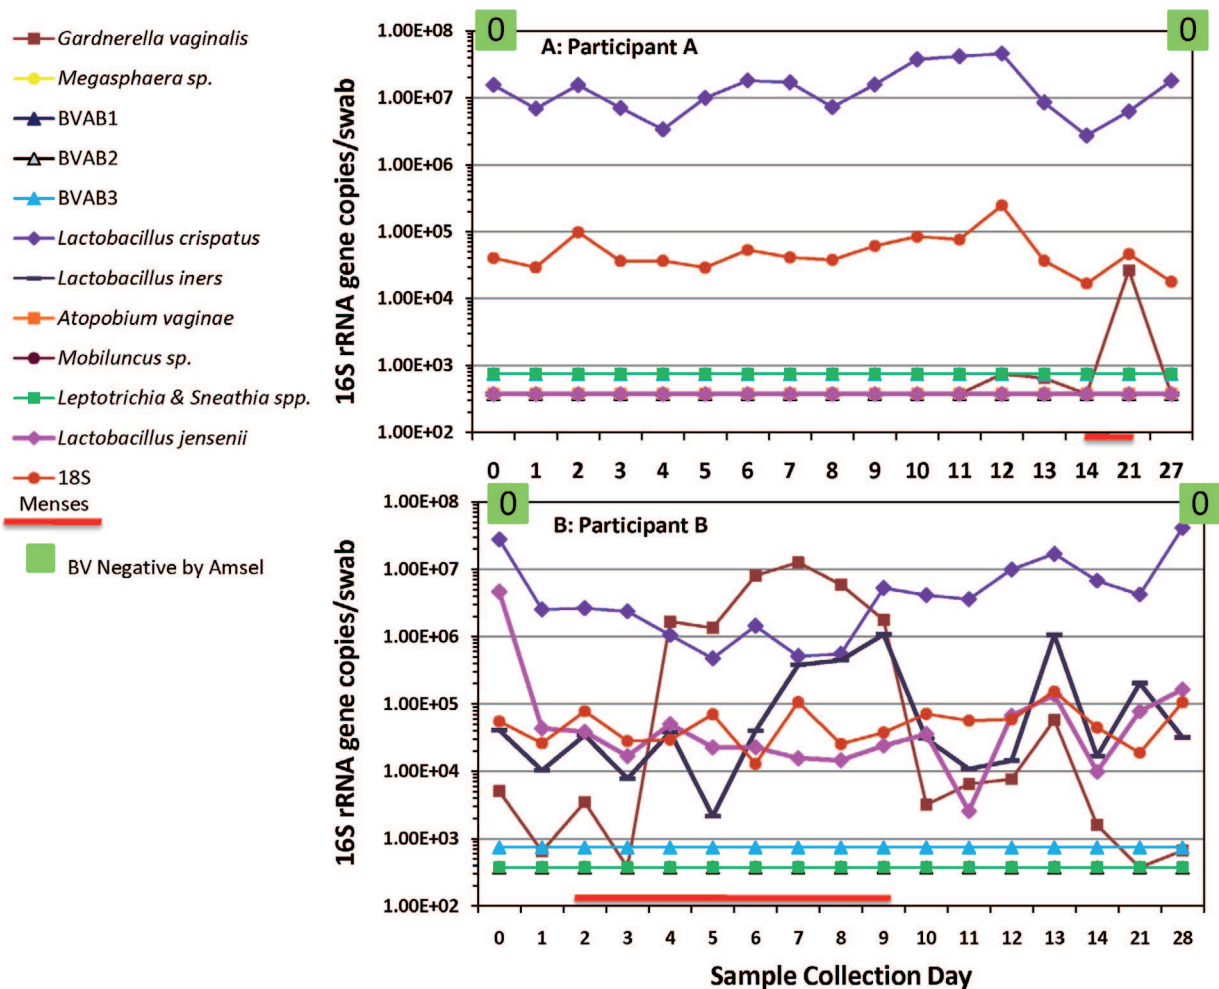 Gardnerella vaginalis
Megasphaera sp.
BVAB1
BVAB2
BVAB3
Lactobacillus crispatus
Lactobacillus iners
Atopobium vaginae
Mobiluncus sp.
Leptotrichia & Sneathia spp.
Lactobacillus jensenii
18S
Menses
BV Negative by Amsel
0 0
A: Participant A
16S rRNA gene copies/swab
1.00E+08
1.00E+07
1.00E+06
1.00E+05
1.00E+04
1.00E+03
1.00E+02
0 1 2 3 4 5 6 7 8 9 10 11 12 13 14 21 27
0 0
B: Participant B
16S rRNA gene copies/swab
1.00E+08
1.00E+07
1.00E+06
1.00E+05
1.00E+04
1.00E+03
1.00E+02
0 1 2 3 4 5 6 7 8 9 10 11 12 13 14 21 28
Sample Collection Day